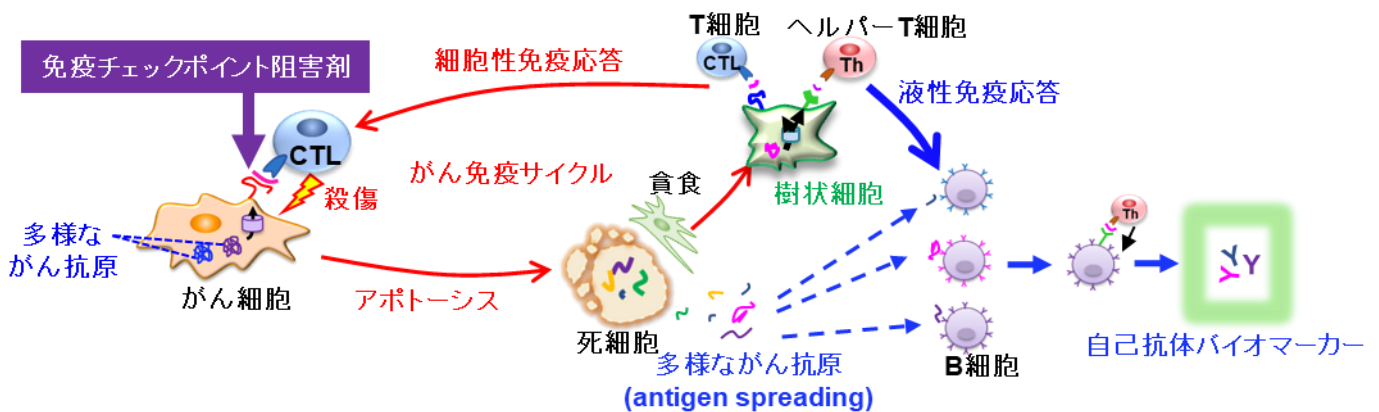 免疫チェックポイント阻害剤
CTL
殺傷
多様な
がん抗原
がん細胞
細胞性免疫応答
がん免疫サイクル
アポトーシス
T細胞
CTL
ヘルパーT細胞
Th
液性免疫応答
樹状細胞
貪食
死細胞
多様ながん抗原
(antigen spreading)
B細胞
Th
自己抗体バイオマーカー